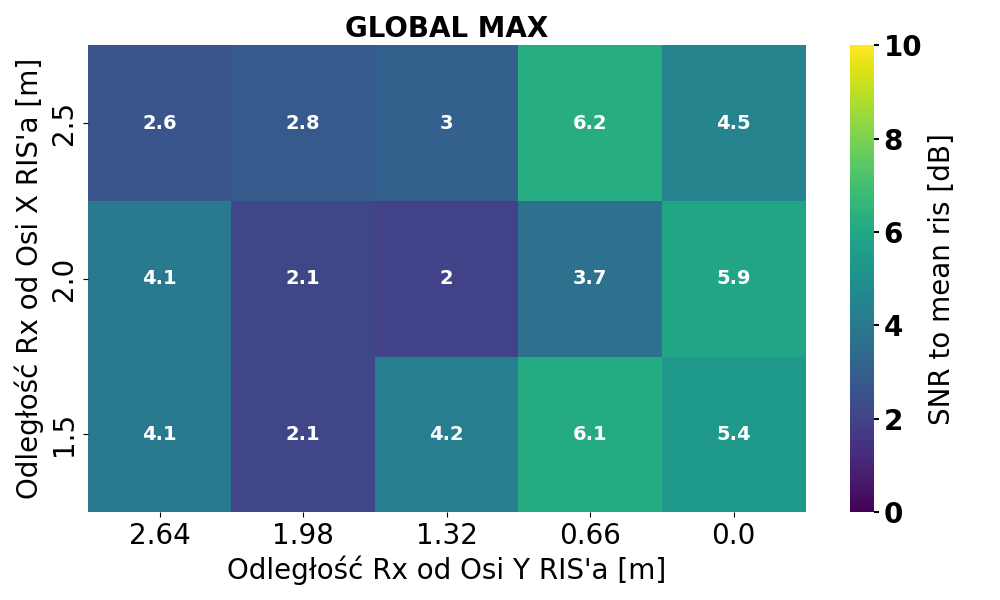 GLOBAL MAX
Odległość Rx od Osi X RIS'a [m]
2.5
2.6 2.8 3 6.2 4.5
2.0
4.1 2.1 2 3.7 5.9
1.5
4.1 2.1 4.2 6.1 5.4
2.64 1.98 1.32 0.66 0.0
Odległość Rx od Osi Y RIS'a [m]
10
8
6
4
2
0
SNR to mean ris [dB]